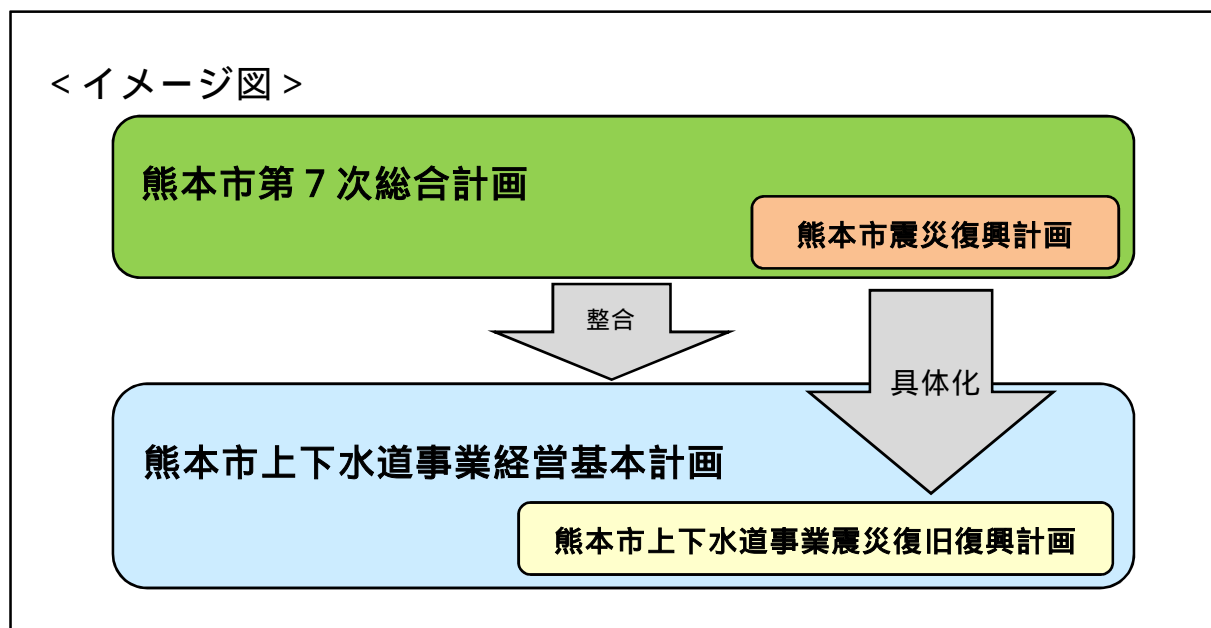 <イメージ図>
熊本市第７次総合計画
熊本市震災復興計画
整合
具体化
熊本市上下水道事業経営基本計画
熊本市上下水道事業震災復旧復興計画